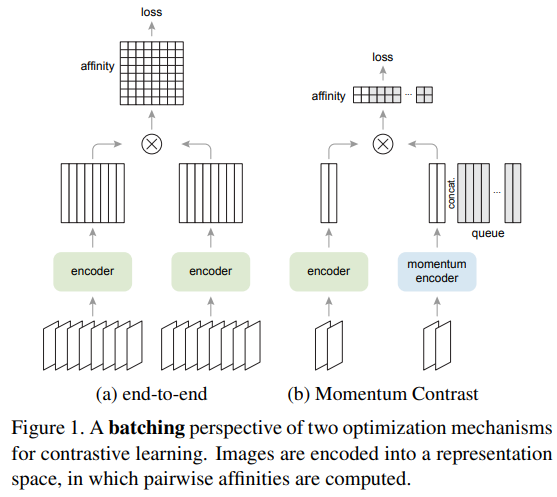 loss
affinity
encoder
encoder
(a) end-to-end
loss
affinity
...
concat.
...
queue
encoder
momentum
encoder
(b) Momentum Contrast
Figure 1. A batching perspective of two optimization mechanisms
for contrastive learning. Images are encoded into a representation
space, in which pairwise affinities are computed.